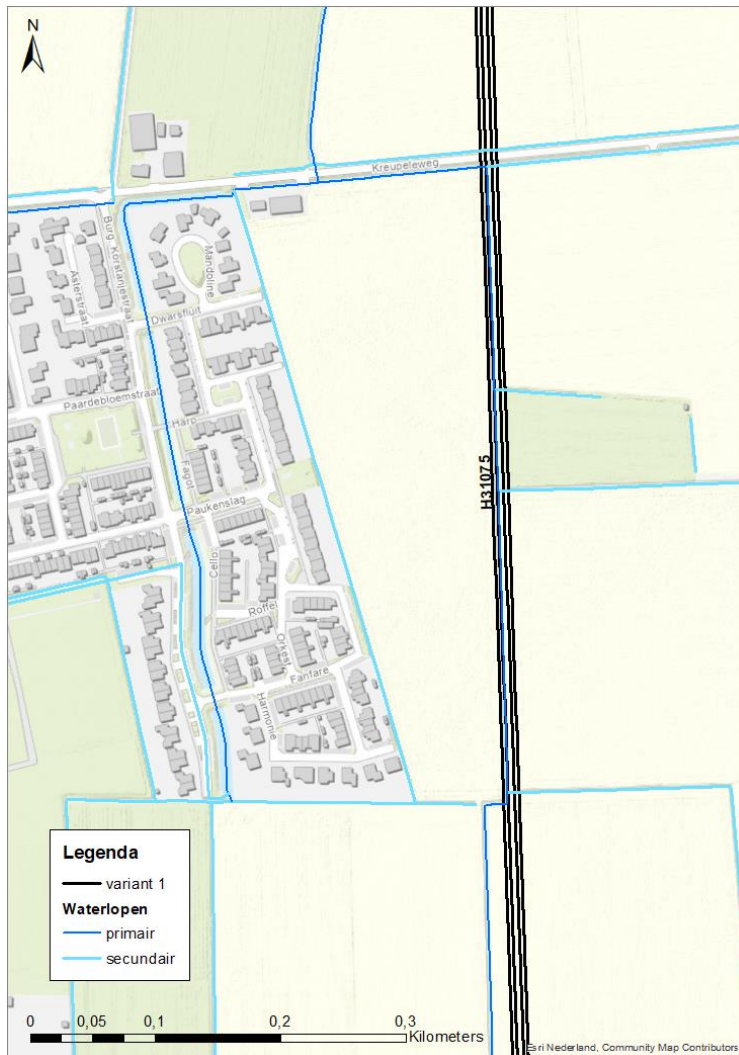 N
Kreupeleweg
Burg. Korstanjestraat
Asterstraat
Mandoline
Dwarsfluit
Paardebloemstraat
Harp
Fagot
H31075
Paukenslag
Cello
Roffel
Orkest
Fanfare
Harmonie
Legenda
variant 1
Waterlopen
primair
secundair
0 0,05 0,1 0,2 0,3
Kilometers
Esri Nederland, Community Map Contributors